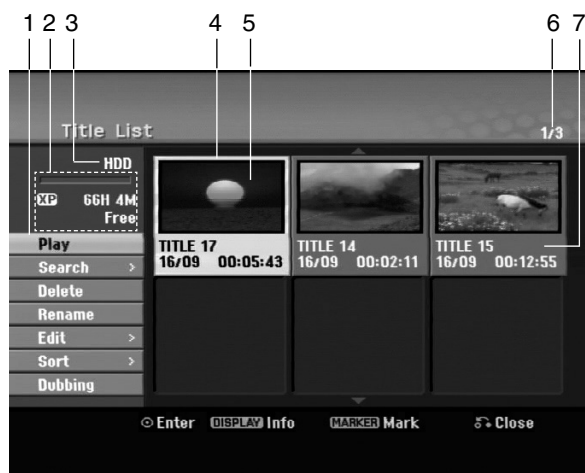 1 2 3 4 5 6 7
Title List
1/3
HDD
XP 66H 4M
Free
Play
Search >
Delete
Rename
Edit >
Sort >
Dubbing
TITLE 17
16/09 00:05:43
TITLE 14
16/09 00:02:11
TITLE 15
16/09 00:12:55
Enter DISPLAY Info MARKER Mark Close